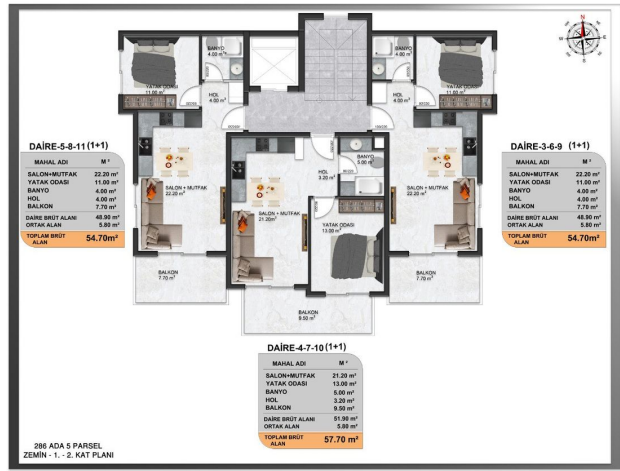 N
W
E
S
BANYO
4.00 m²
YATAK ODASI
11.00 m²
HOL
4.00 m²
BANYO
4.00 m²
YATAK ODASI
11.00 m²
HOL
4.00 m²
DAİRE-5-8-11 (1+1)
MAHAL ADI M²
SALON+MUTFAK 22.20 m²
YATAK ODASI 11.00 m²
BANYO 4.00 m²
HOL 4.00 m²
BALKON 7.70 m²
DAİRE BRÜT ALANI 48.90 m²
ORTAK ALAN 5.80 m²
TOPLAM BRÜT ALAN 54.70m²
SALON + MUTFAK
22.20 m²
HOL
3.20 m²
BANYO
5.00 m²
SALON + MUTFAK
21.20m²
YATAK ODASI
13.00 m²
SALON + MUTFAK
22.20 m²
DAİRE-3-6-9 (1+1)
MAHAL ADI M²
SALON+MUTFAK 22.20 m²
YATAK ODASI 11.00 m²
BANYO 4.00 m²
HOL 4.00 m²
BALKON 7.70 m²
DAİRE BRÜT ALANI 48.90 m²
ORTAK ALAN 5.80 m²
TOPLAM BRÜT ALAN 54.70m²
BALKON
7.70 m²
BALKON
9.50 m²
BALKON
7.70 m²
DAİRE-4-7-10 (1+1)
MAHAL ADI M²
SALON+MUTFAK 21.20 m²
YATAK ODASI 13.00 m²
BANYO 5.00 m²
HOL 3.20 m²
BALKON 9.50 m²
DAİRE BRÜT ALANI 51.90 m²
ORTAK ALAN 5.80 m²
TOPLAM BRÜT ALAN 57.70 m²
286 ADA 5 PARSEL
ZEMİN - 1. - 2. KAT PLANI